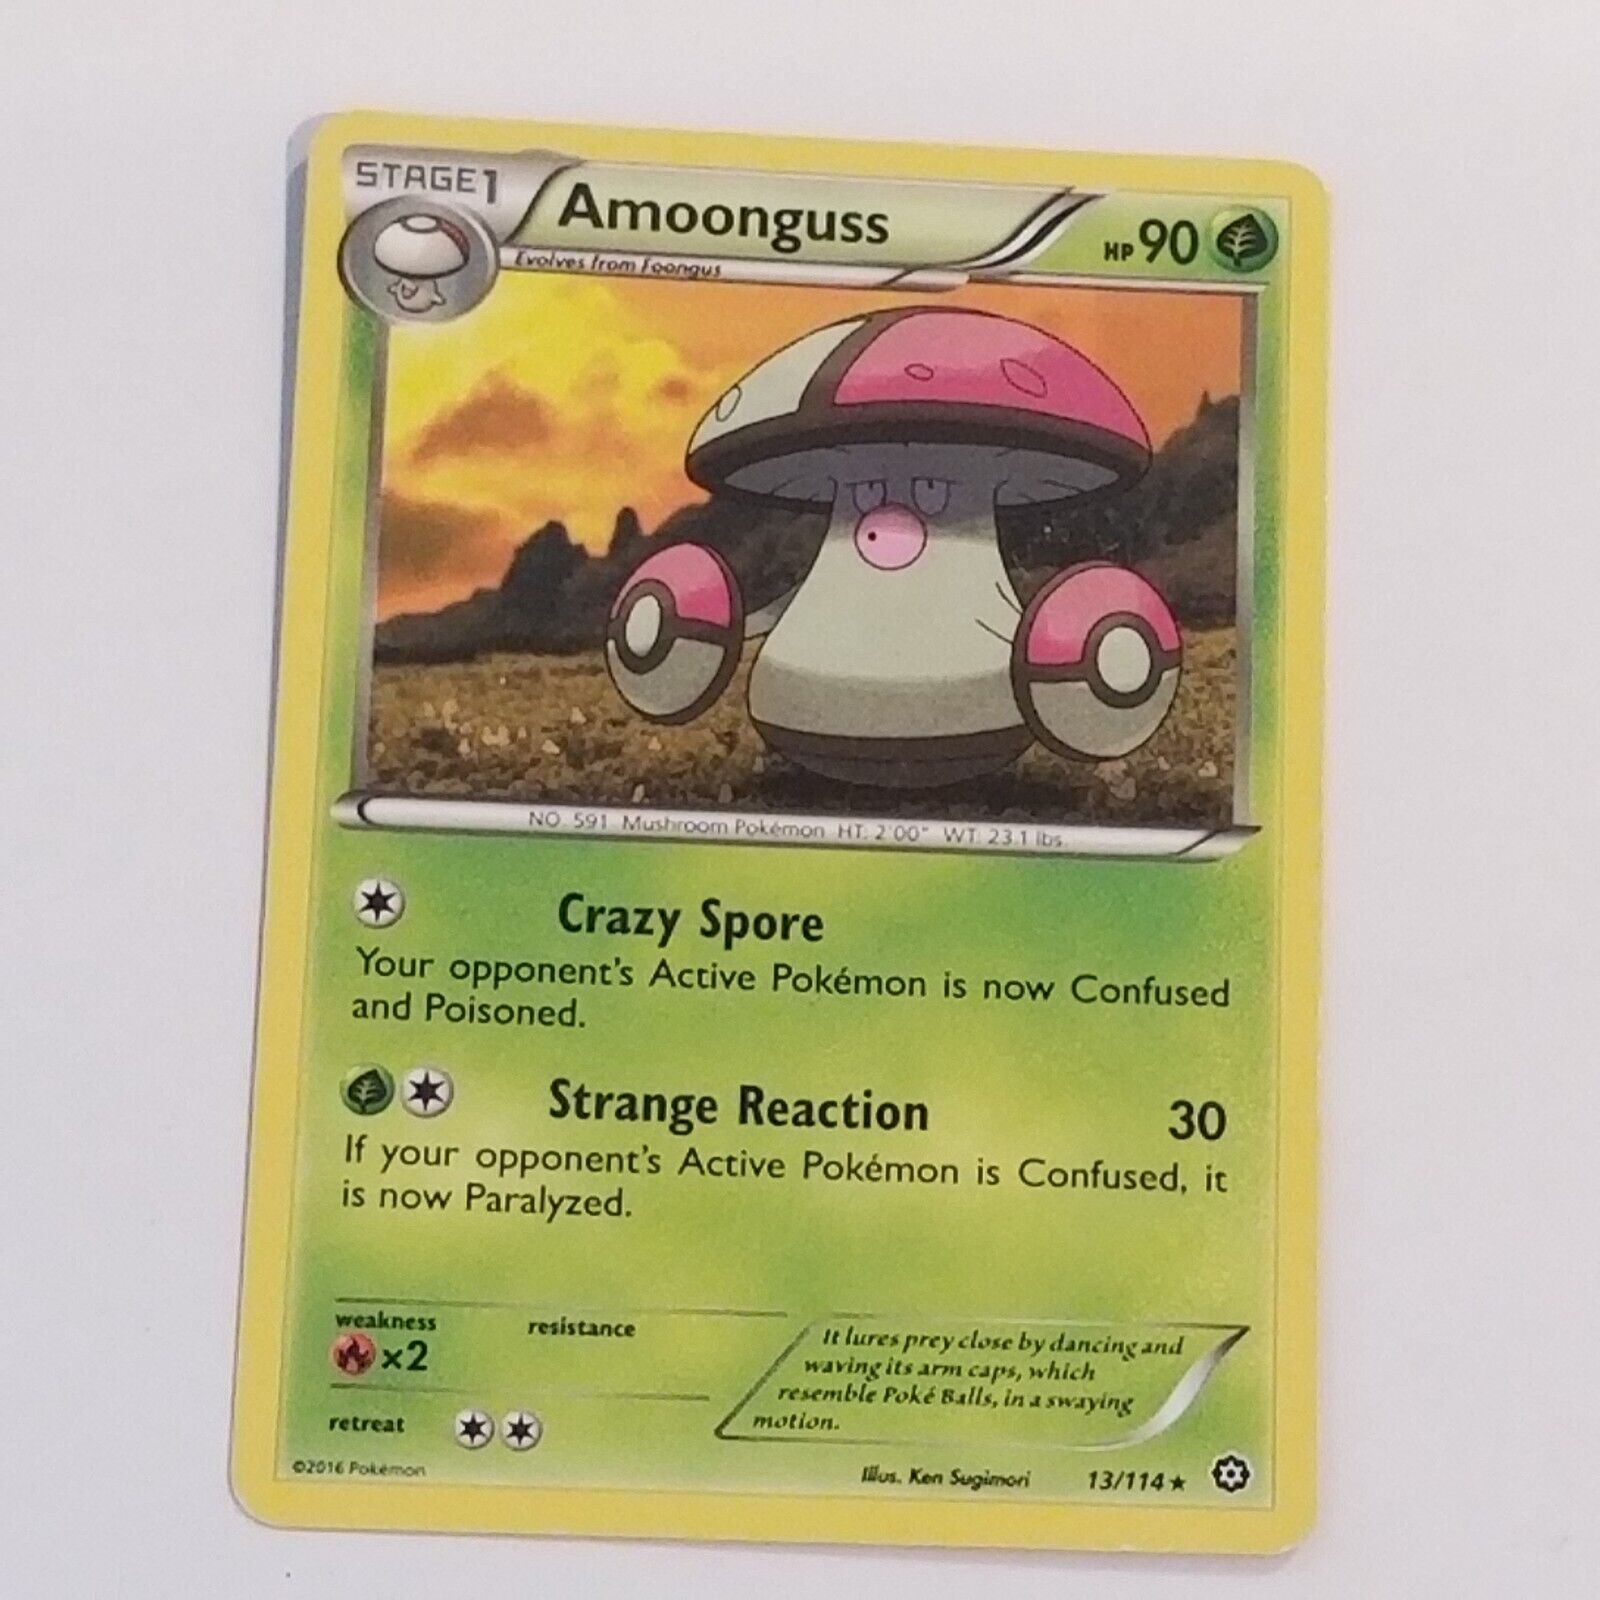 STAGE 1
Amoonguss
HP 90
Evolves from Foongus
NO. 591 Mushroom Pokémon HT: 2'00" WT: 23.1 lbs.
Crazy Spore
Your opponent's Active Pokémon is now Confused
and Poisoned.
Strange Reaction 30
If your opponent's Active Pokémon is Confused, it
is now Paralyzed.
weakness
x2
resistance
retreat
It lures prey close by dancing and
waving its arm caps, which
resemble Poké Balls, in a swaying
motion.
©2016 Pokémon
Illus. Ken Sugimori
13/114 ★